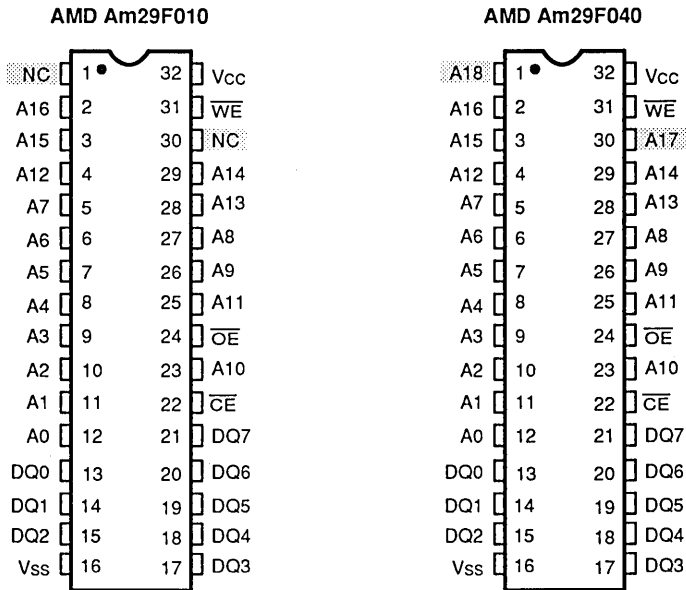 AMD Am29F010
NC 1 32 Vcc
A16 2 31 WE
A15 3 30 NC
A12 4 29 A14
A7 5 28 A13
A6 6 27 A8
A5 7 26 A9
A4 8 25 A11
A3 9 24 OE
A2 10 23 A10
A1 11 22 CE
A0 12 21 DQ7
DQ0 13 20 DQ6
DQ1 14 19 DQ5
DQ2 15 18 DQ4
Vss 16 17 DQ3
AMD Am29F040
A18 1 32 Vcc
A16 2 31 WE
A15 3 30 A17
A12 4 29 A14
A7 5 28 A13
A6 6 27 A8
A5 7 26 A9
A4 8 25 A11
A3 9 24 OE
A2 10 23 A10
A1 11 22 CE
A0 12 21 DQ7
DQ0 13 20 DQ6
DQ1 14 19 DQ5
DQ2 15 18 DQ4
Vss 16 17 DQ3